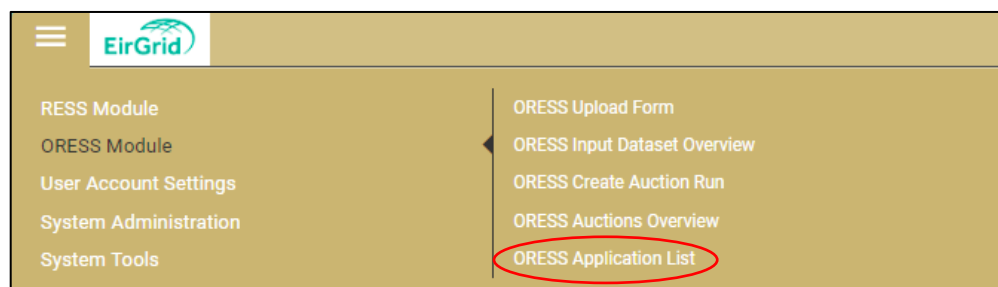 EirGrid
RESS Module
ORESS Module
User Account Settings
System Administration
System Tools
ORESS Upload Form
ORESS Input Dataset Overview
ORESS Create Auction Run
ORESS Auctions Overview
ORESS Application List